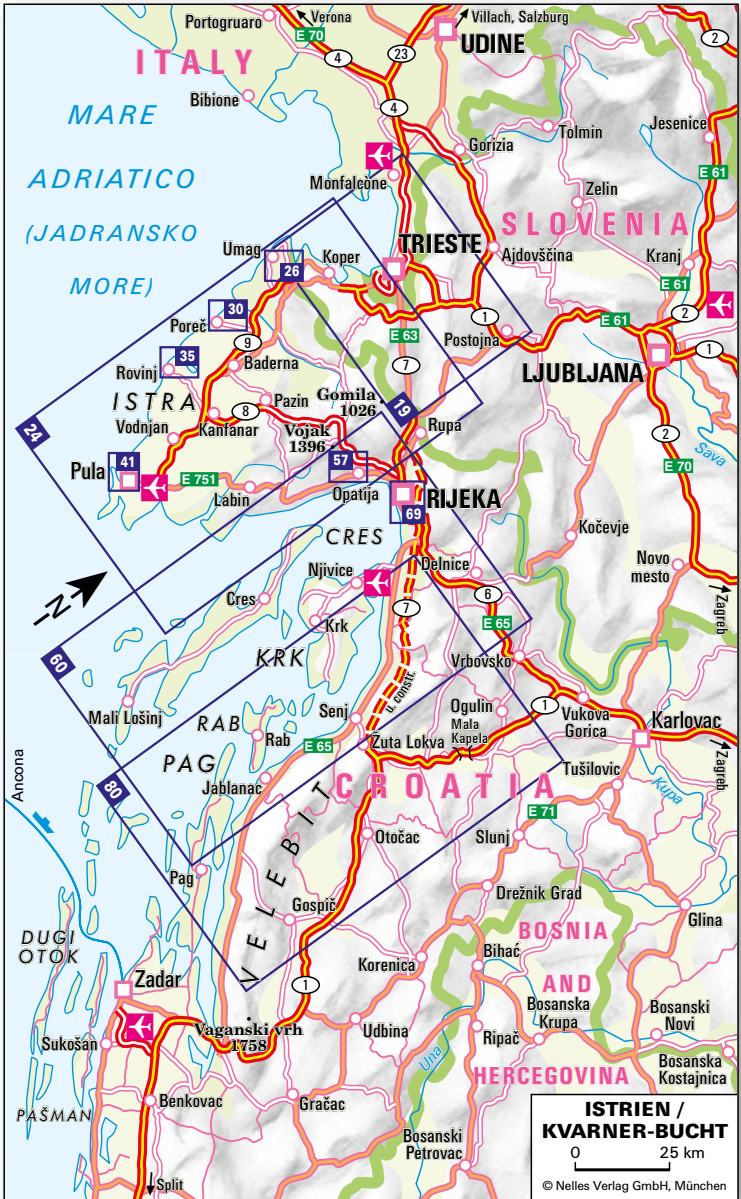 Portogruaro
Verona
E 70
Villach, Salzburg
UDINE
ITALY
4
23
4
2
Bibione
Tolmin
Jesenice
MARE
ADRIATICO
(JADRANSKO
MORE)
Gorizia
Monfalcone
Zelin
E 61
SLOVENIA
Umag
26
Koper
TRIESTE
Ajdovščina
Kranj
E 61
30
Poreč
E 63
1
Postojna
E 61
2
9
35
Rovinj
Baderna
7
LJUBLJANA
1
ISTRA
Pazin
Gomila
1026
19
8
Kanfanar
Vodnjan
Vojak
1396
Rupa
2
24
Sava
Pula
41
E 751
57
E 70
Labin
Opatija
RIJEKA
69
CRES
Kočevje
N
Njivice
Delnice
Novo
mesto
Cres
7
6
Zagreb
Krk
E 65
KRK
Vrbovsko
60
u. constr.
Mali Lošinj
Senj
Ogulin
Mala
Kapela
1
Vukova
Gorica
Karlovac
RAB
Rab
E 65
Žuta Lokva
Zagreb
Ancona
PAG
Jablanac
80
CROATIA
Tušilovic
Kupa
E 71
VELEBIT
Otočac
Slunj
Pag
Drežnik Grad
Gospič
Glina
DUGI
OTOK
BOSNIA
Korenica
Bihać
Zadar
1
AND
Bosanska
Krupa
Bosanski
Novi
Vaganski vrh
1758
Udbina
Ripač
Sukošan
Una
Bosanska
Kostajnica
HERCEGOVINA
PAŠMAN
Benkovac
Gračac
Bosanski
Petrovac
Split
ISTRIEN /
KVARNER-BUCHT
0 25 km
© Nelles Verlag GmbH, München